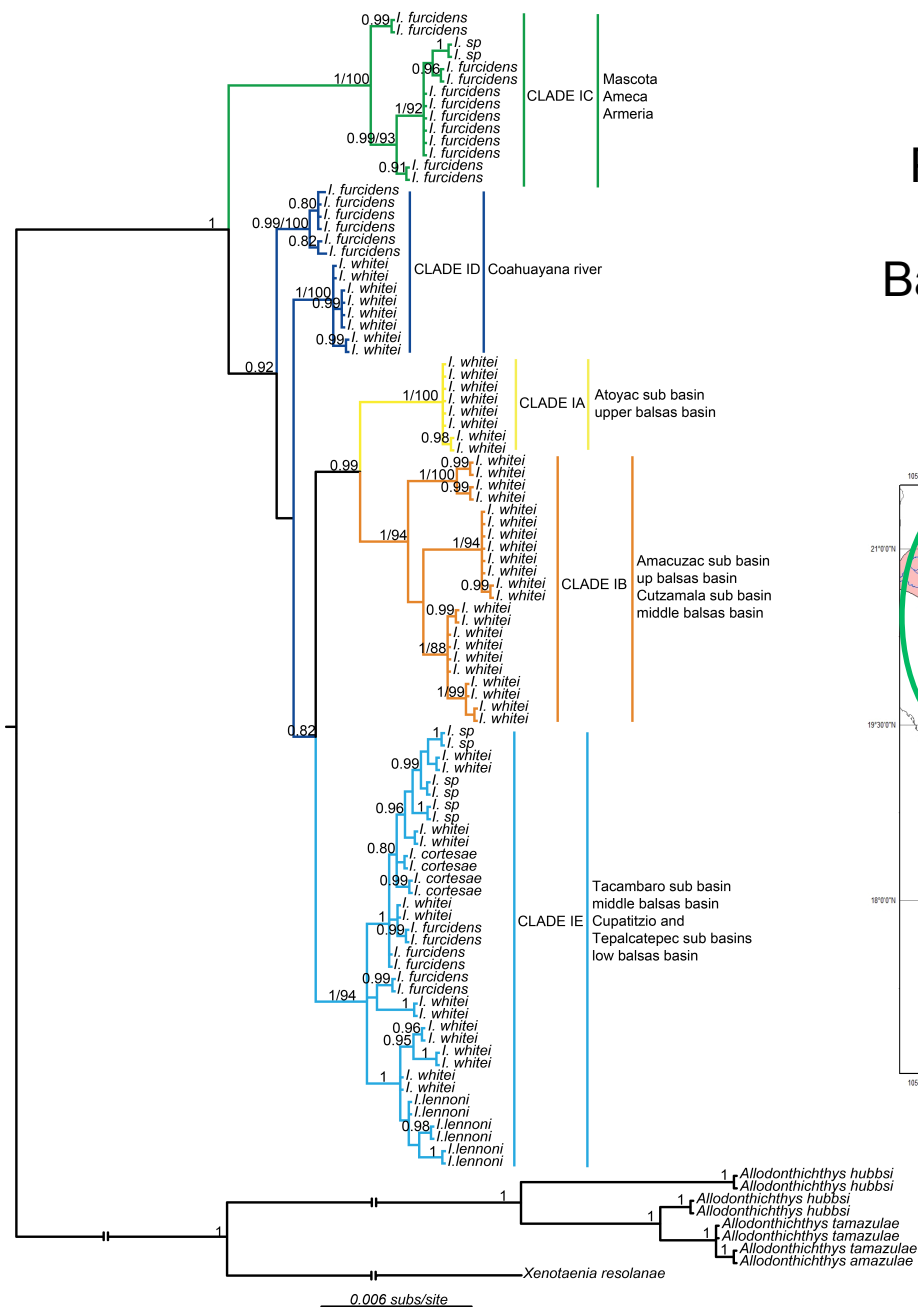 0.99 I. furcidens
I. furcidens
1 I. sp
I. sp
0.96 I. furcidens
1/100 I. furcidens
I. furcidens
CLADE IC
Mascota
Ameca
Armeria
1/92 I. furcidens
I. furcidens
I. furcidens
I. furcidens
0.99/93 I. furcidens
0.91 I. furcidens
I. furcidens
I. furcidens
0.80 I. furcidens
I. furcidens
1
0.99/100 I. furcidens
0.82 I. furcidens
I. furcidens
I. whitei
CLADE ID
Coahuayana river
I. whitei
1/100 I. whitei
0.99 I. whitei
I. whitei
I. whitei
0.99 I. whitei
I. whitei
0.92
I. whitei
I. whitei
I. whitei
1/100 I. whitei
CLADE IA
Atoyac sub basin
upper balsas basin
I. whitei
I. whitei
0.98 I. whitei
I. whitei
0.99
0.99 I. whitei
1/100 I. whitei
0.99 I. whitei
I. whitei
I. whitei
I. whitei
1/94
1/94 I. whitei
I. whitei
I. whitei
I. whitei
0.99 I. whitei
I. whitei
CLADE IB
Amacuzac sub basin
up balsas basin
Cutzamala sub basin
middle balsas basin
0.99 I. whitei
I. whitei
I. whitei
1/88 I. whitei
I. whitei
I. whitei
I. whitei
1/99 I. whitei
I. whitei
I. whitei
0.82
1 I. sp
I. sp
0.99 I. whitei
I. whitei
I. sp
I. sp
0.96
1 I. sp
I. sp
I. whitei
I. whitei
0.80 I. cortesae
I. cortesae
0.99 I. cortesae
I. cortesae
I. whitei
1 I. whitei
0.99 I. furcidens
I. furcidens
I. furcidens
I. furcidens
CLADE IE
Tacambaro sub basin
middle balsas basin
Cupatitzio and
Tepalcatepec sub basins
low balsas basin
0.99 I. furcidens
I. furcidens
1/94
1 I. whitei
I. whitei
0.96 I. whitei
0.95 I. whitei
1 I. whitei
I. whitei
1 I. whitei
I. whitei
I.lennoni
I.lennoni
0.98 I.lennoni
I.lennoni
1 I.lennoni
I.lennoni
1 Allodonthichthys hubbsi
Allodonthichthys hubbsi
1
1 Allodonthichthys hubbsi
Allodonthichthys hubbsi
1
1 Allodonthichthys tamazulae
Allodonthichthys tamazulae
1 Allodonthichthys tamazulae
Allodonthichthys amazulae
1
Xenotaenia resolanae
0.006 subs/site
Ba
105
21°0'0"N
19°30'0"N
18°0'0"N
105